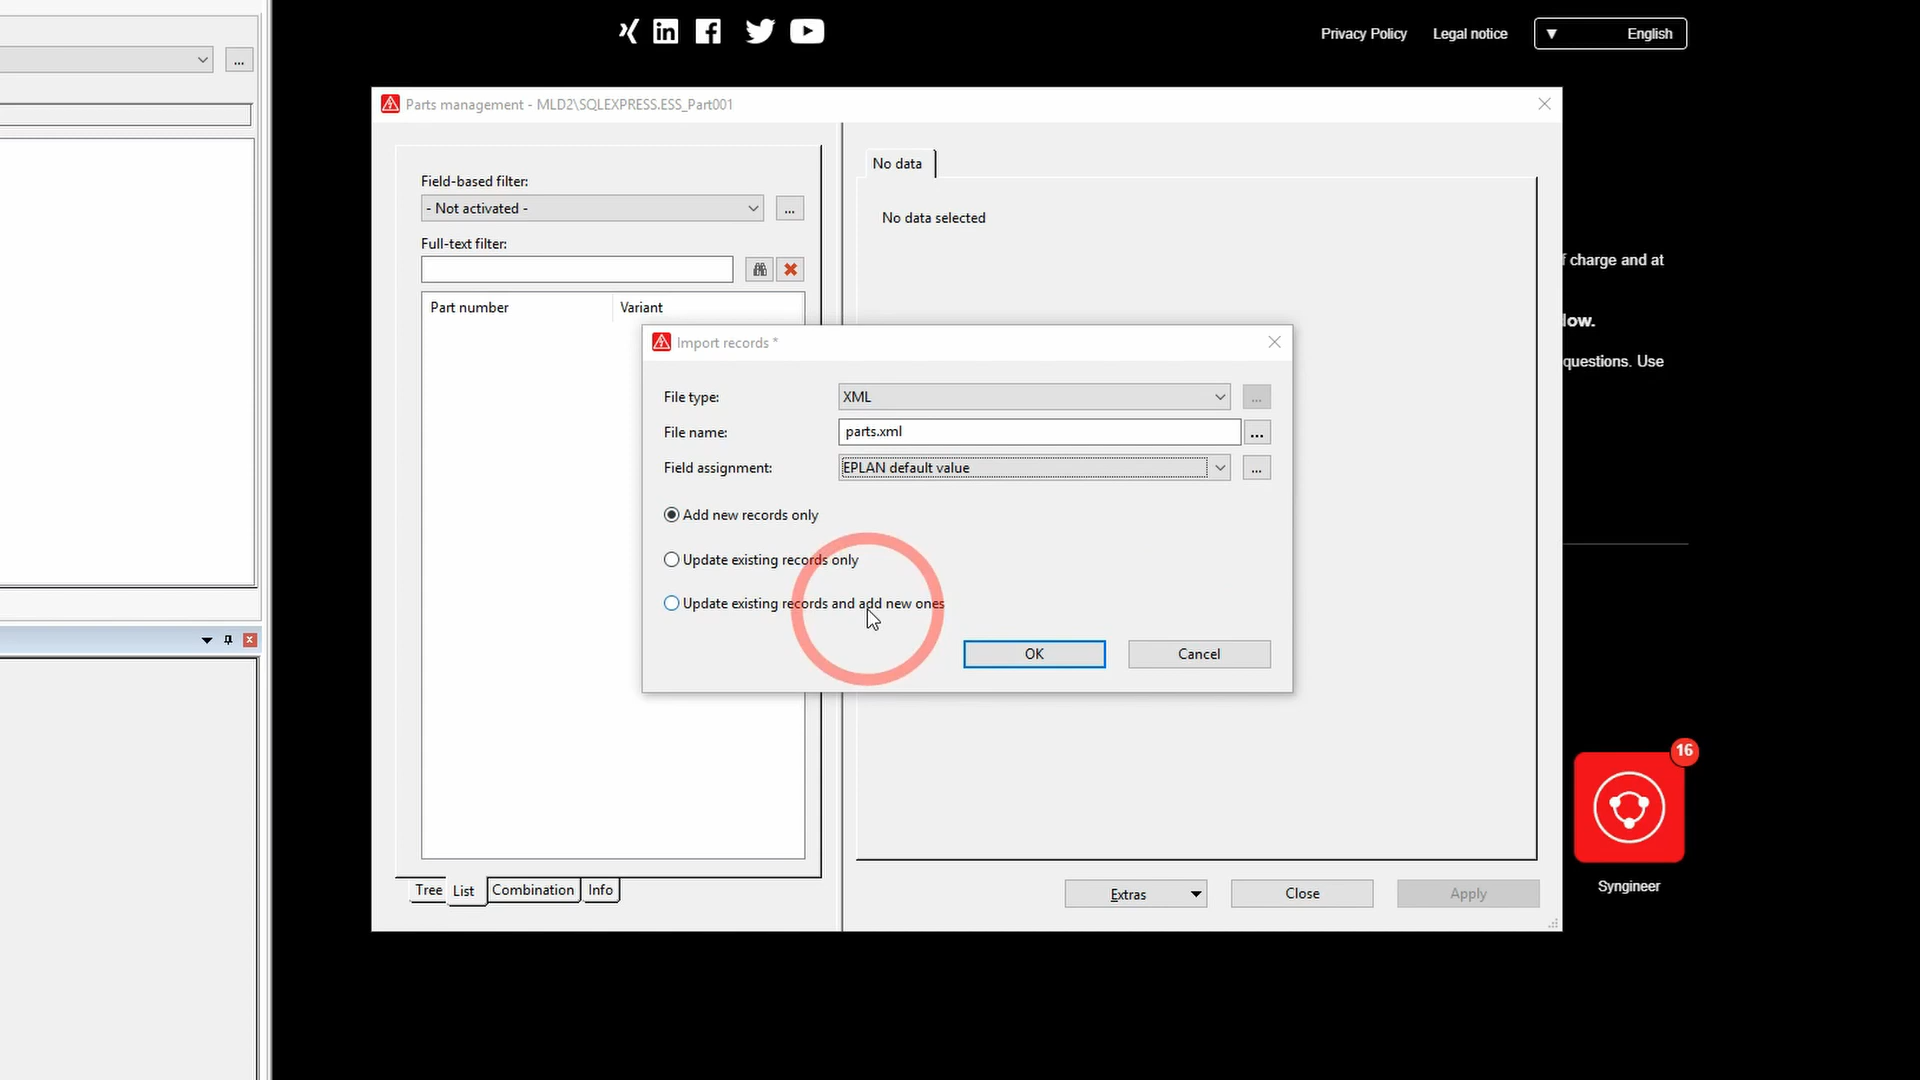 Privacy Policy
Legal notice
English
...
Parts management - MLD2\SQLEXPRESS.ESS_Part001
Field-based filter:
- Not activated -
...
Full-text filter:
Part number
Variant
No data
No data selected
f charge and at
low.
questions. Use
Import records *
File type:
XML
...
File name:
parts.xml
...
Field assignment:
EPLAN default value
...
Add new records only
Update existing records only
Update existing records and add new ones
OK
Cancel
16
Syngineer
Tree
List
Combination
Info
Extras
Close
Apply